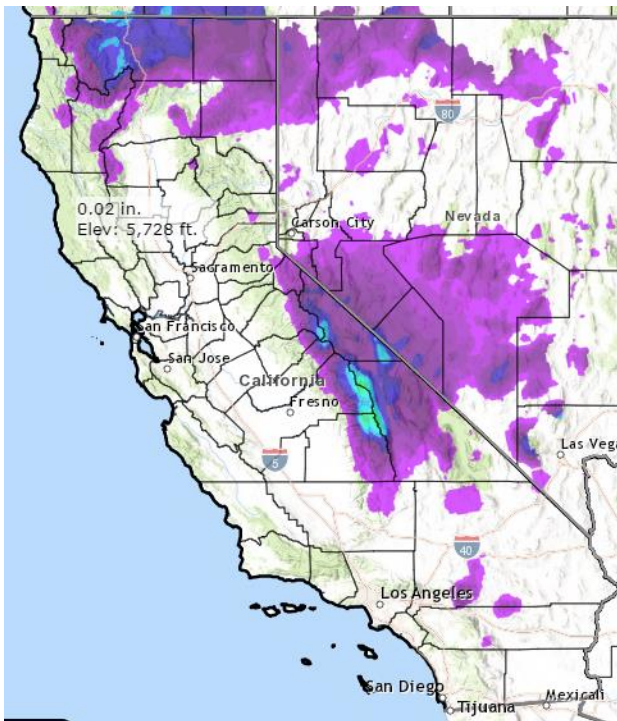 80
0.02 in.
Elev: 5,728 ft.
Carson City
Nevada
Sacramento
San Francisco
San Jose
California
Fresno
5
Las Vega
40
Los Angeles
San Diego
Tijuana
Mexicali